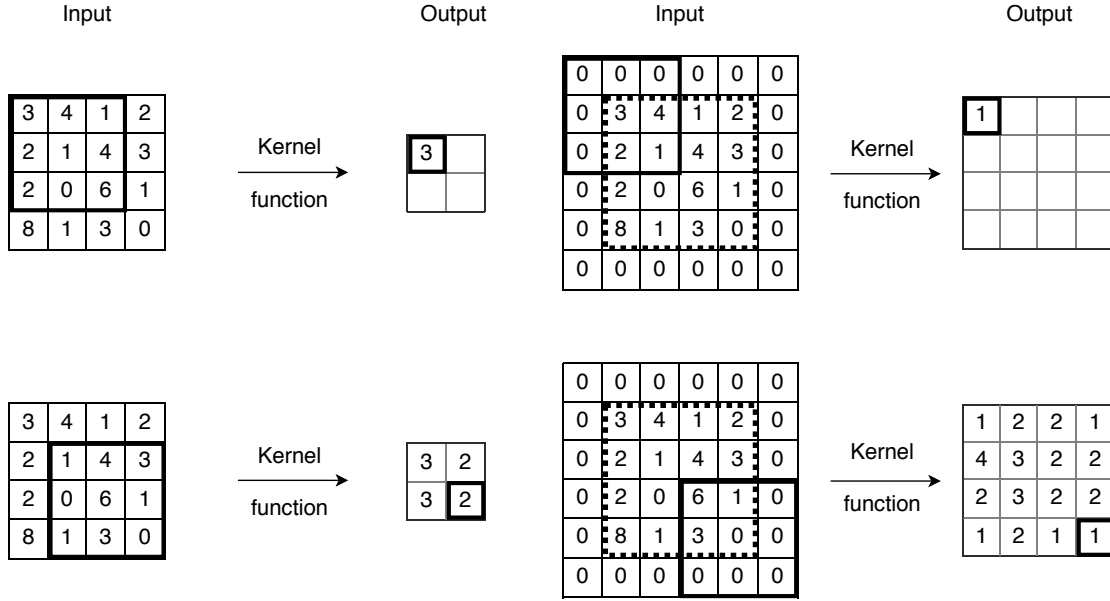 Input Output Input Output
0 0 0 0 0 0
3 4 1 2 0 3 4 1 2 0 1
2 1 4 3 Kernel 3 0 2 1 4 3 0 Kernel
2 0 6 1 function 0 2 0 6 1 0 function
8 1 3 0 0 8 1 3 0 0
0 0 0 0 0 0
0 0 0 0 0 0
3 4 1 2 0 3 4 1 2 0 1 2 2 1
2 1 4 3 Kernel 3 2 0 2 1 4 3 0 Kernel 4 3 2 2
2 0 6 1 function 3 2 0 2 0 6 1 0 function 2 3 2 2
8 1 3 0 0 8 1 3 0 0 1 2 1 1
0 0 0 0 0 0